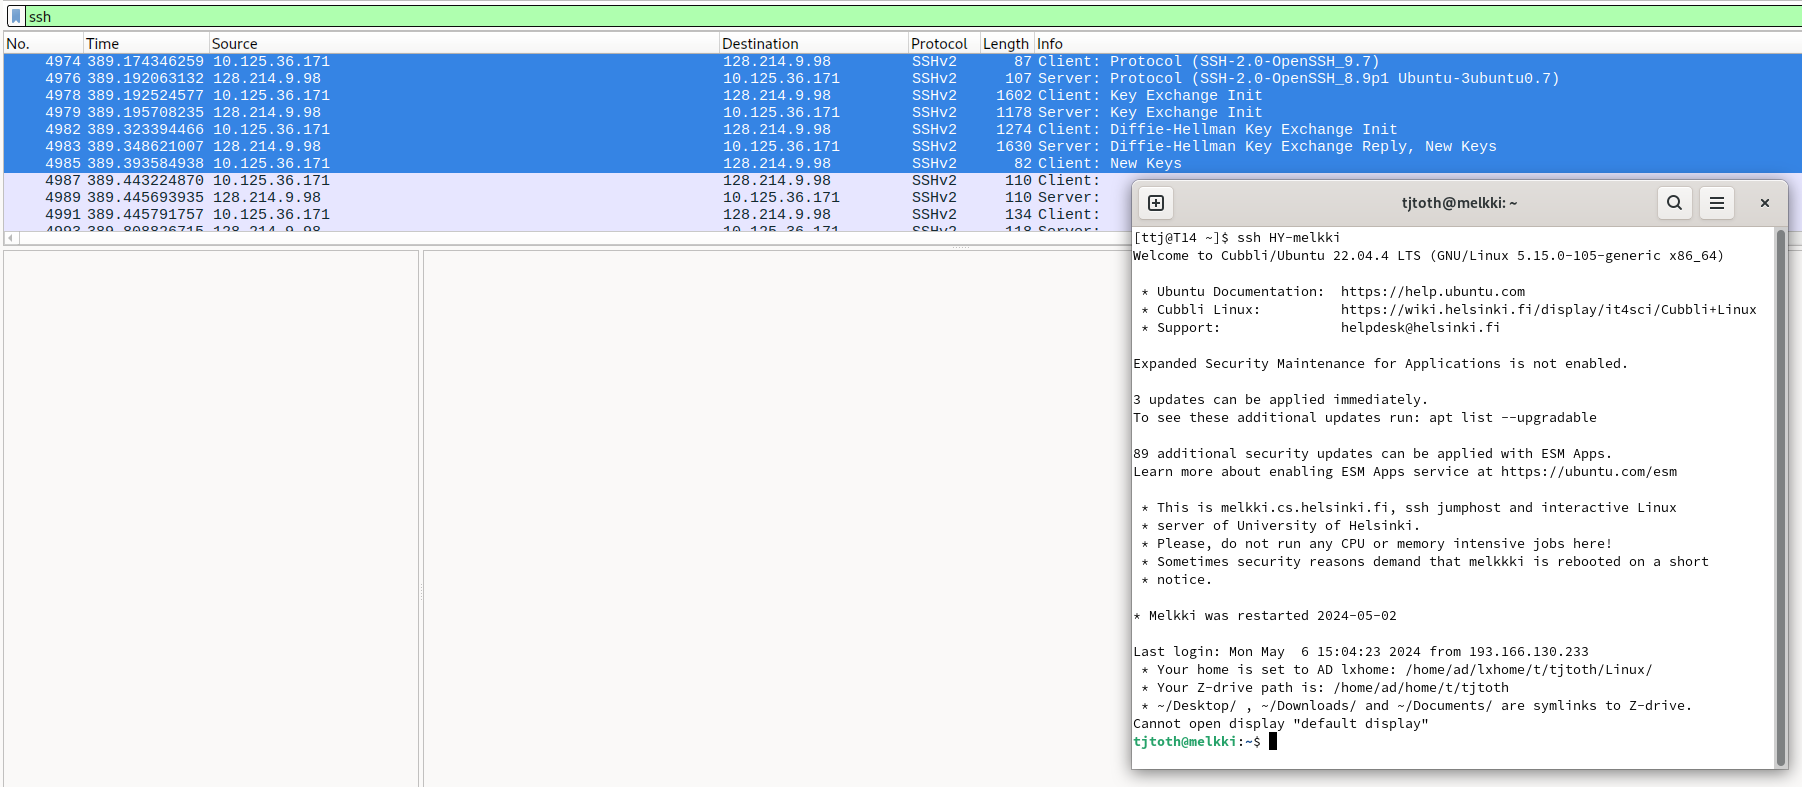 ssh
No. Time Source Destination Protocol Length Info
4974 389.174346259 10.125.36.171 128.214.9.98 SSHv2 87 Client: Protocol (SSH-2.0-OpenSSH_9.7)
4976 389.192063132 128.214.9.98 10.125.36.171 SSHv2 107 Server: Protocol (SSH-2.0-OpenSSH_8.9p1 Ubuntu-3ubuntu0.7)
4978 389.192524577 10.125.36.171 128.214.9.98 SSHv2 1602 Client: Key Exchange Init
4979 389.195708235 128.214.9.98 10.125.36.171 SSHv2 1178 Server: Key Exchange Init
4982 389.323394466 10.125.36.171 128.214.9.98 SSHv2 1274 Client: Diffie-Hellman Key Exchange Init
4983 389.348621007 128.214.9.98 10.125.36.171 SSHv2 1630 Server: Diffie-Hellman Key Exchange Reply, New Keys
4985 389.393584938 10.125.36.171 128.214.9.98 SSHv2 82 Client: New Keys
4987 389.443224870 10.125.36.171 128.214.9.98 SSHv2 110 Client:
4989 389.445693935 128.214.9.98 10.125.36.171 SSHv2 110 Server:
4991 389.445791757 10.125.36.171 128.214.9.98 SSHv2 134 Client:
4993 389.808826715 128.214.9.98 10.125.36.171 SSHv2 118 Server:
tjtoth@melkki: ~
[ttj@T14 ~]$ ssh HY-melkki
Welcome to Cubbli/Ubuntu 22.04.4 LTS (GNU/Linux 5.15.0-105-generic x86_64)
* Ubuntu Documentation: https://help.ubuntu.com
* Cubbli Linux: https://wiki.helsinki.fi/display/it4sci/Cubbli+Linux
* Support: helpdesk@helsinki.fi
Expanded Security Maintenance for Applications is not enabled.
3 updates can be applied immediately.
To see these additional updates run: apt list --upgradable
89 additional security updates can be applied with ESM Apps.
Learn more about enabling ESM Apps service at https://ubuntu.com/esm
* This is melkki.cs.helsinki.fi, ssh jumphost and interactive Linux
* server of University of Helsinki.
* Please, do not run any CPU or memory intensive jobs here!
* Sometimes security reasons demand that melkkki is rebooted on a short
* notice.
* Melkki was restarted 2024-05-02
Last login: Mon May  6 15:04:23 2024 from 193.166.130.233
* Your home is set to AD lxhome: /home/ad/lxhome/t/tjtoth/Linux/
* Your Z-drive path is: /home/ad/home/t/tjtoth
* ~/Desktop/ , ~/Downloads/ and ~/Documents/ are symlinks to Z-drive.
Cannot open display "default display"
tjtoth@melkki:~$